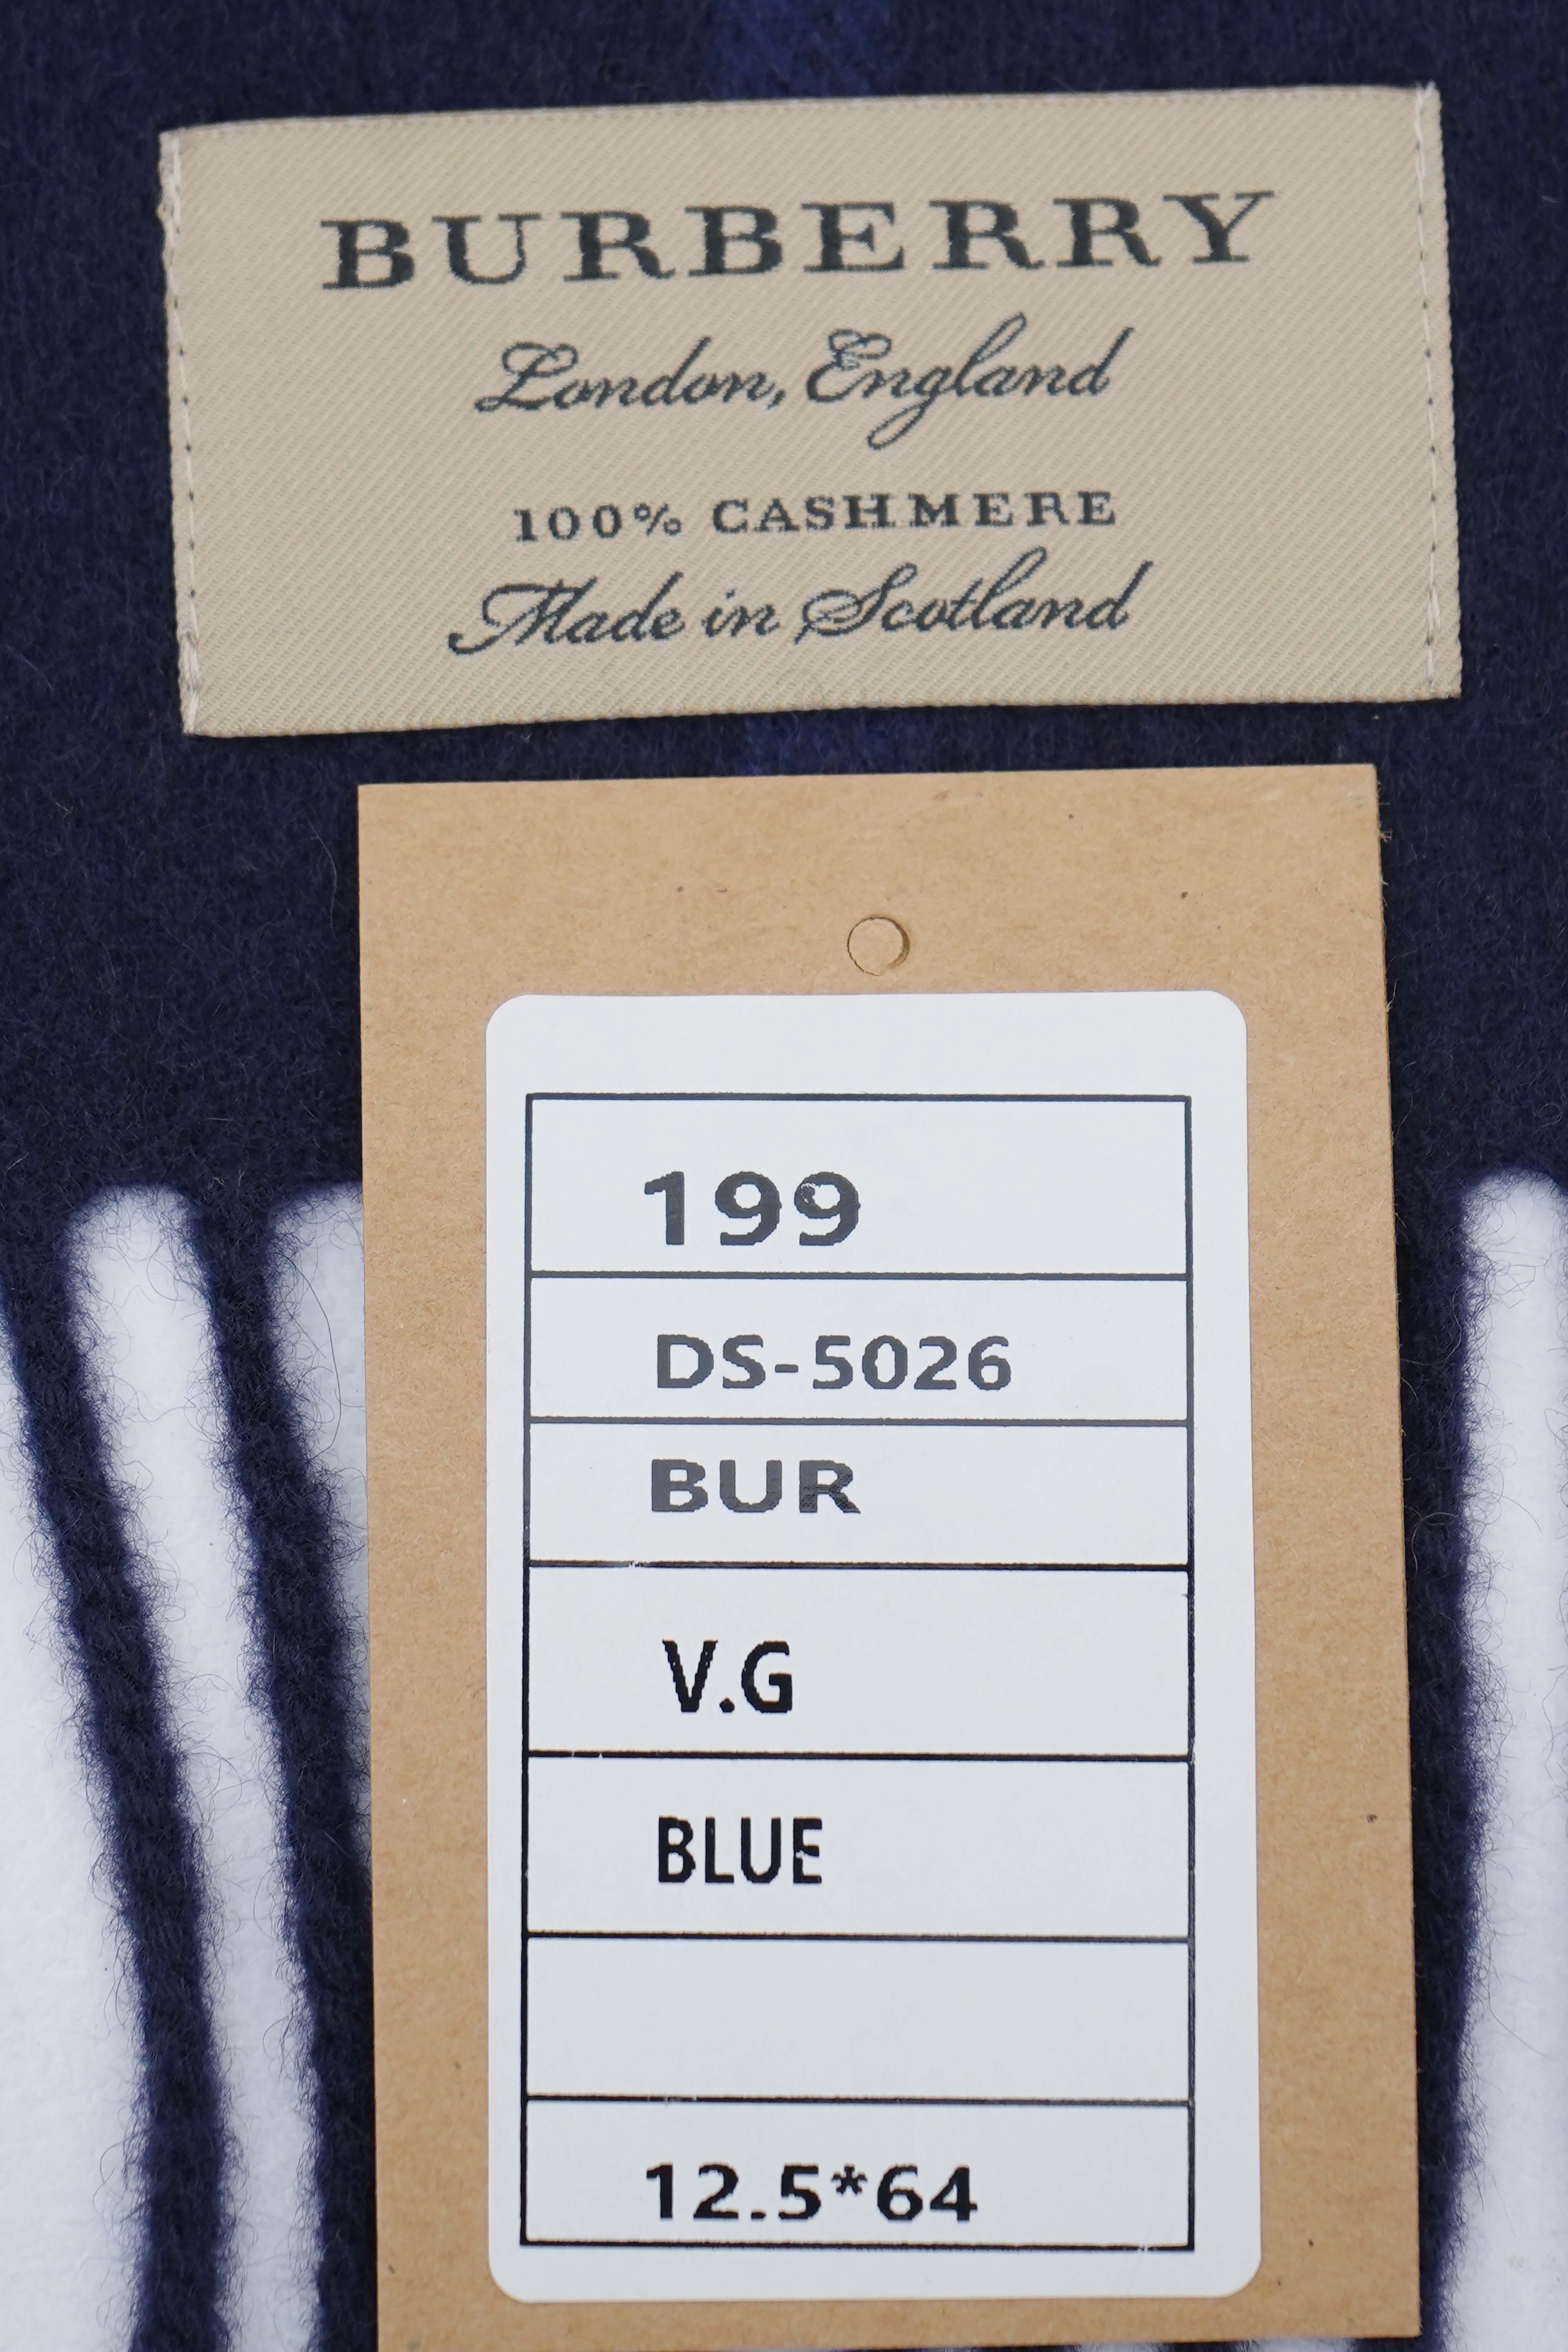 BURBERRY
London, England
100% CASHMERE
Made in Scotland
199
DS-5026
BUR
V.G
BLUE
12.5*64